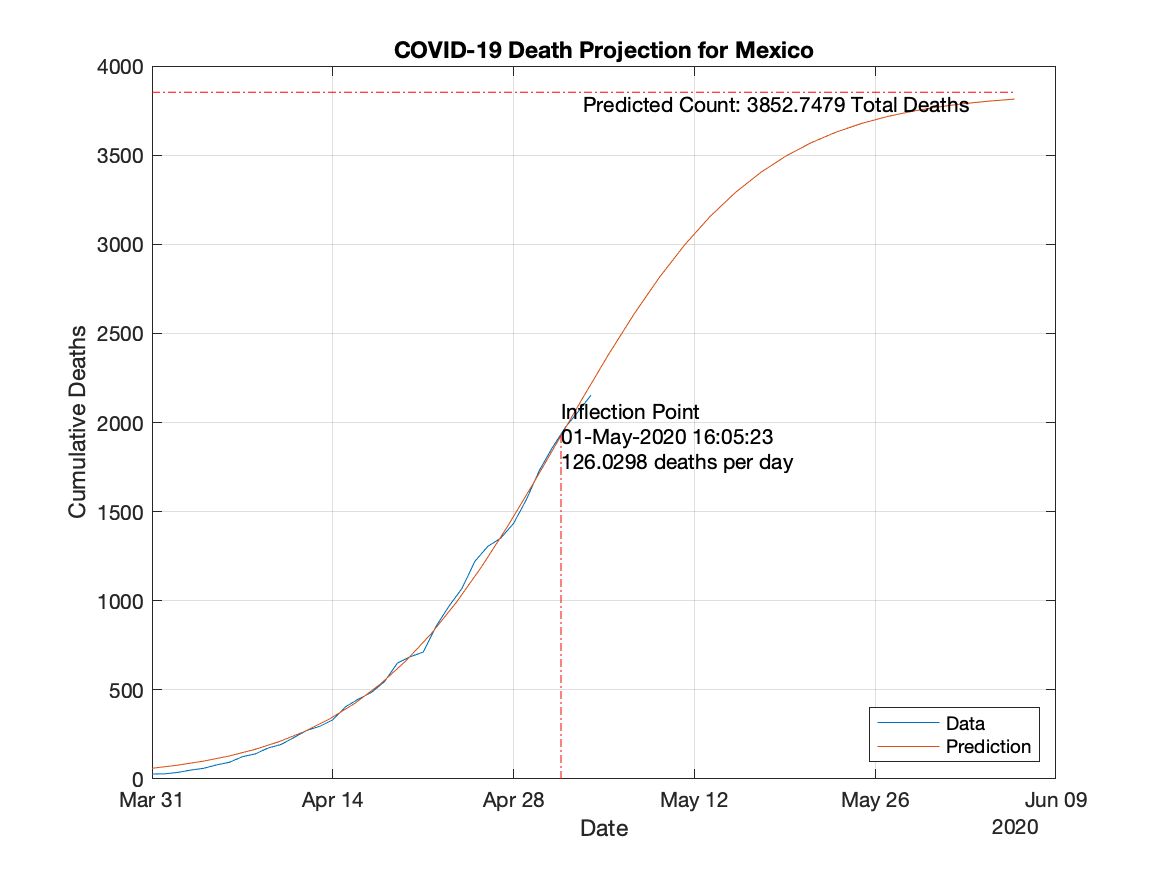 COVID-19 Death Projection for Mexico
4000
3500
3000
2500
2000
1500
1000
500
0
Cumulative Deaths
Predicted Count: 3852.7479 Total Deaths
Inflection Point
01-May-2020 16:05:23
126.0298 deaths per day
Data
Prediction
Mar 31
Apr 14
Apr 28
May 12
May 26
Jun 09
Date
2020